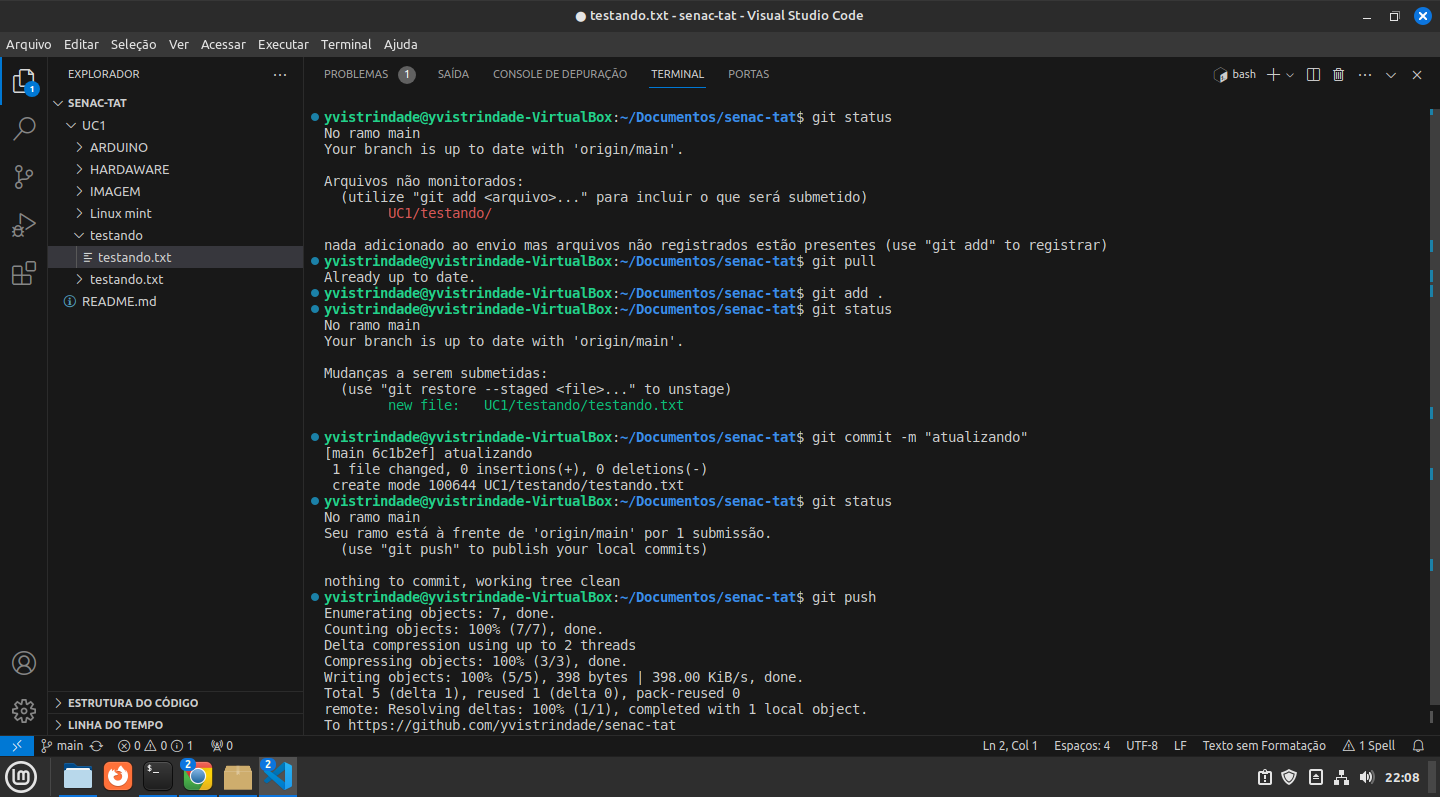 testando.txt - senac-tat - Visual Studio Code
Arquivo Editar Seleção Ver Acessar Executar Terminal Ajuda
EXPLORADOR
1
SENAC-TAT
UC1
ARDUINO
HARDAWARE
IMAGEM
Linux mint
testando
testando.txt
testando.txt
README.md
ESTRUTURA DO CÓDIGO
LINHA DO TEMPO
PROBLEMAS 1 SAÍDA CONSOLE DE DEPURAÇÃO TERMINAL PORTAS bash
yvistrindade@yvistrindade-VirtualBox:~/Documentos/senac-tat$ git status
No ramo main
Your branch is up to date with 'origin/main'.
Arquivos não monitorados:
(utilize "git add <arquivo>..." para incluir o que será submetido)
UC1/testando/
nada adicionado ao envio mas arquivos não registrados estão presentes (use "git add" to registrar)
yvistrindade@yvistrindade-VirtualBox:~/Documentos/senac-tat$ git pull
Already up to date.
yvistrindade@yvistrindade-VirtualBox:~/Documentos/senac-tat$ git add .
yvistrindade@yvistrindade-VirtualBox:~/Documentos/senac-tat$ git status
No ramo main
Your branch is up to date with 'origin/main'.
Mudanças a serem submetidas:
(use "git restore --staged <file>..." to unstage)
new file: UC1/testando/testando.txt
yvistrindade@yvistrindade-VirtualBox:~/Documentos/senac-tat$ git commit -m "atualizando"
[main 6c1b2ef] atualizando
1 file changed, 0 insertions(+), 0 deletions(-)
create mode 100644 UC1/testando/testando.txt
yvistrindade@yvistrindade-VirtualBox:~/Documentos/senac-tat$ git status
No ramo main
Seu ramo está à frente de 'origin/main' por 1 submissão.
(use "git push" to publish your local commits)
nothing to commit, working tree clean
yvistrindade@yvistrindade-VirtualBox:~/Documentos/senac-tat$ git push
Enumerating objects: 7, done.
Counting objects: 100% (7/7), done.
Delta compression using up to 2 threads
Compressing objects: 100% (3/3), done.
Writing objects: 100% (5/5), 398 bytes | 398.00 KiB/s, done.
Total 5 (delta 1), reused 1 (delta 0), pack-reused 0
remote: Resolving deltas: 100% (1/1), completed with 1 local object.
To https://github.com/yvistrindade/senac-tat
main 0 0 1 0 Ln 2, Col 1 Espaços: 4 UTF-8 LF Texto sem Formatação 1 Spell
2 2 22:08